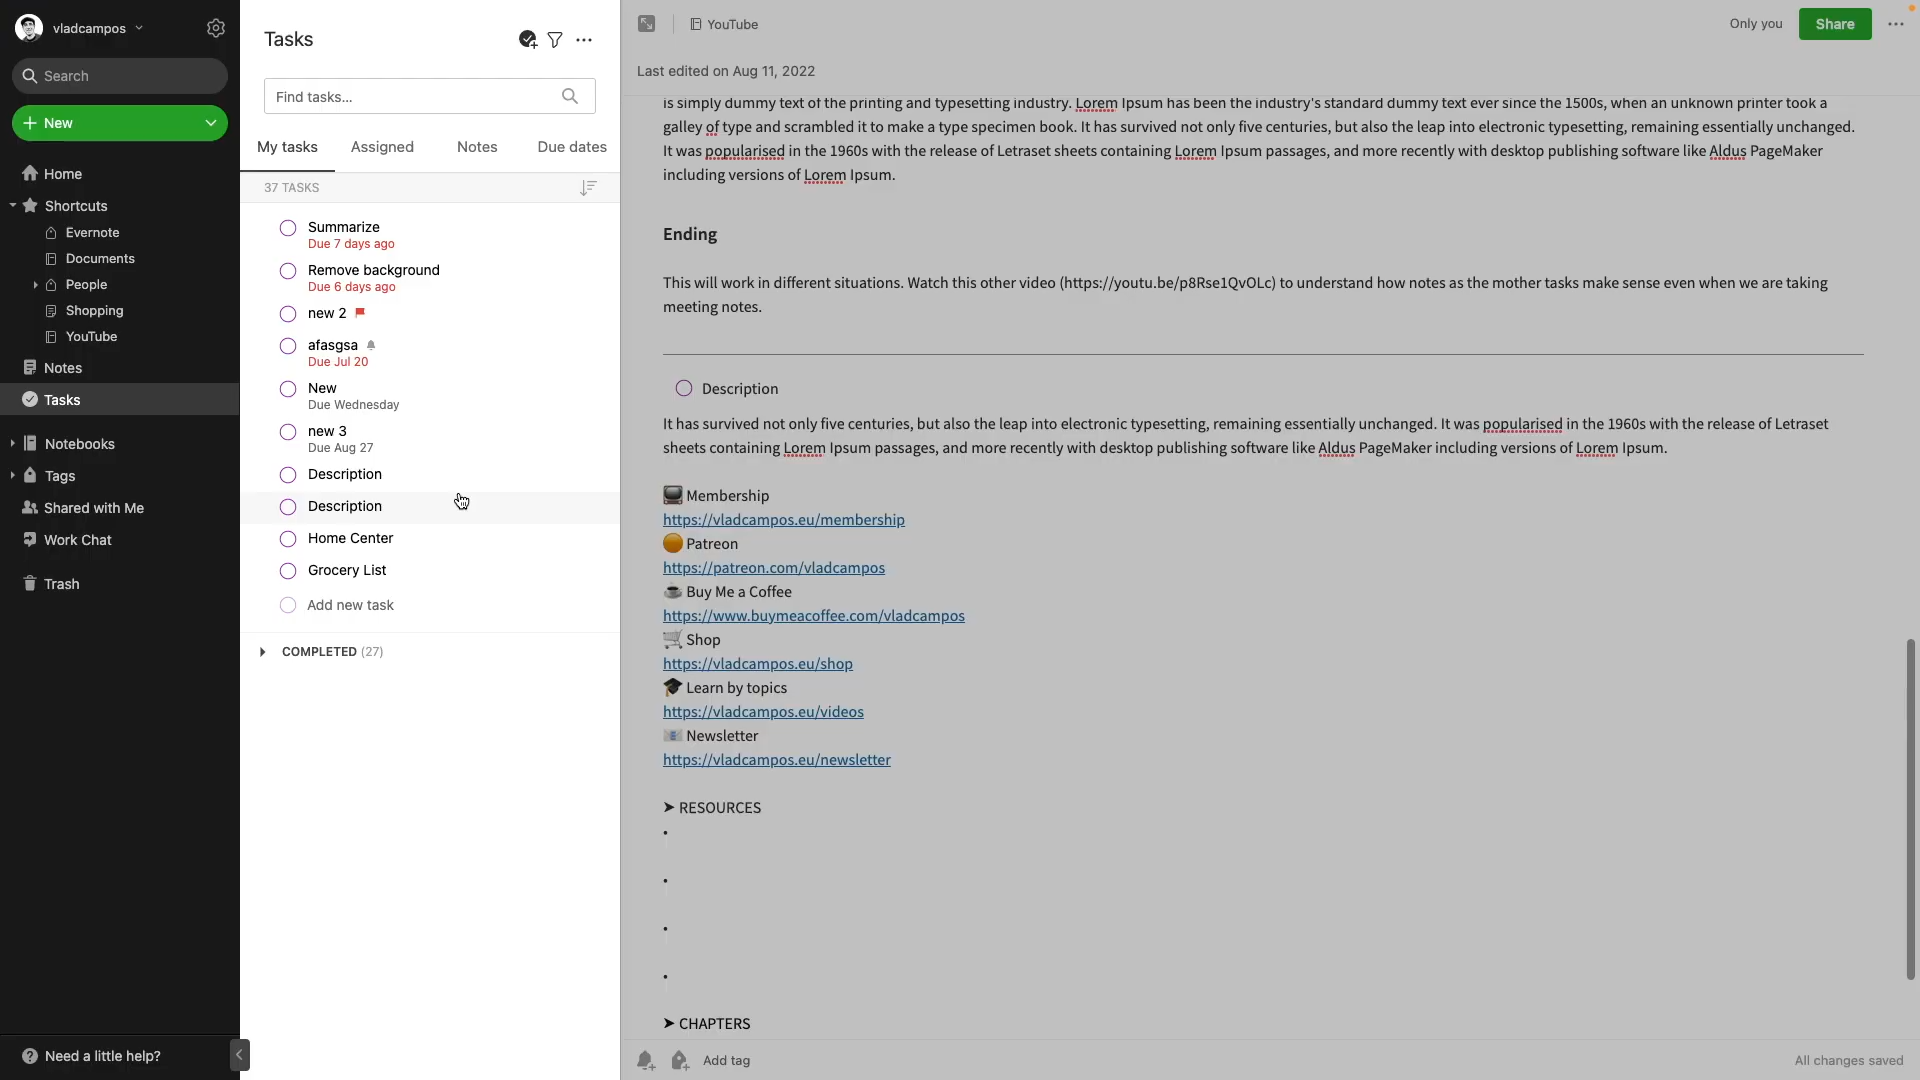 vladcampos
Search
New
Home
Shortcuts
Evernote
Documents
People
Shopping
YouTube
Notes
Tasks
Notebooks
Tags
Shared with Me
Work Chat
Trash
Need a little help?
Tasks
Find tasks...
My tasks
Assigned
Notes
Due dates
37 TASKS
Summarize
Due 7 days ago
Remove background
Due 6 days ago
new 2
afasgsa
Due Jul 20
New
Due Wednesday
new 3
Due Aug 27
Description
Description
Home Center
Grocery List
Add new task
COMPLETED (27)
YouTube
Only you
Share
Last edited on Aug 11, 2022
is simply dummy text of the printing and typesetting industry. Lorem Ipsum has been the industry's standard dummy text ever since the 1500s, when an unknown printer took a
galley of type and scrambled it to make a type specimen book. It has survived not only five centuries, but also the leap into electronic typesetting, remaining essentially unchanged.
It was popularised in the 1960s with the release of Letraset sheets containing Lorem Ipsum passages, and more recently with desktop publishing software like Aldus PageMaker
including versions of Lorem Ipsum.
Ending
This will work in different situations. Watch this other video (https://youtu.be/p8Rse1QvOLc) to understand how notes as the mother tasks make sense even when we are taking
meeting notes.
Description
It has survived not only five centuries, but also the leap into electronic typesetting, remaining essentially unchanged. It was popularised in the 1960s with the release of Letraset
sheets containing Lorem Ipsum passages, and more recently with desktop publishing software like Aldus PageMaker including versions of Lorem Ipsum.
Membership
https://vladcampos.eu/membership
Patreon
https://patreon.com/vladcampos
Buy Me a Coffee
https://www.buymeacoffee.com/vladcampos
Shop
https://vladcampos.eu/shop
Learn by topics
https://vladcampos.eu/videos
Newsletter
https://vladcampos.eu/newsletter
➤ RESOURCES
•
•
•
•
➤ CHAPTERS
Add tag
All changes saved